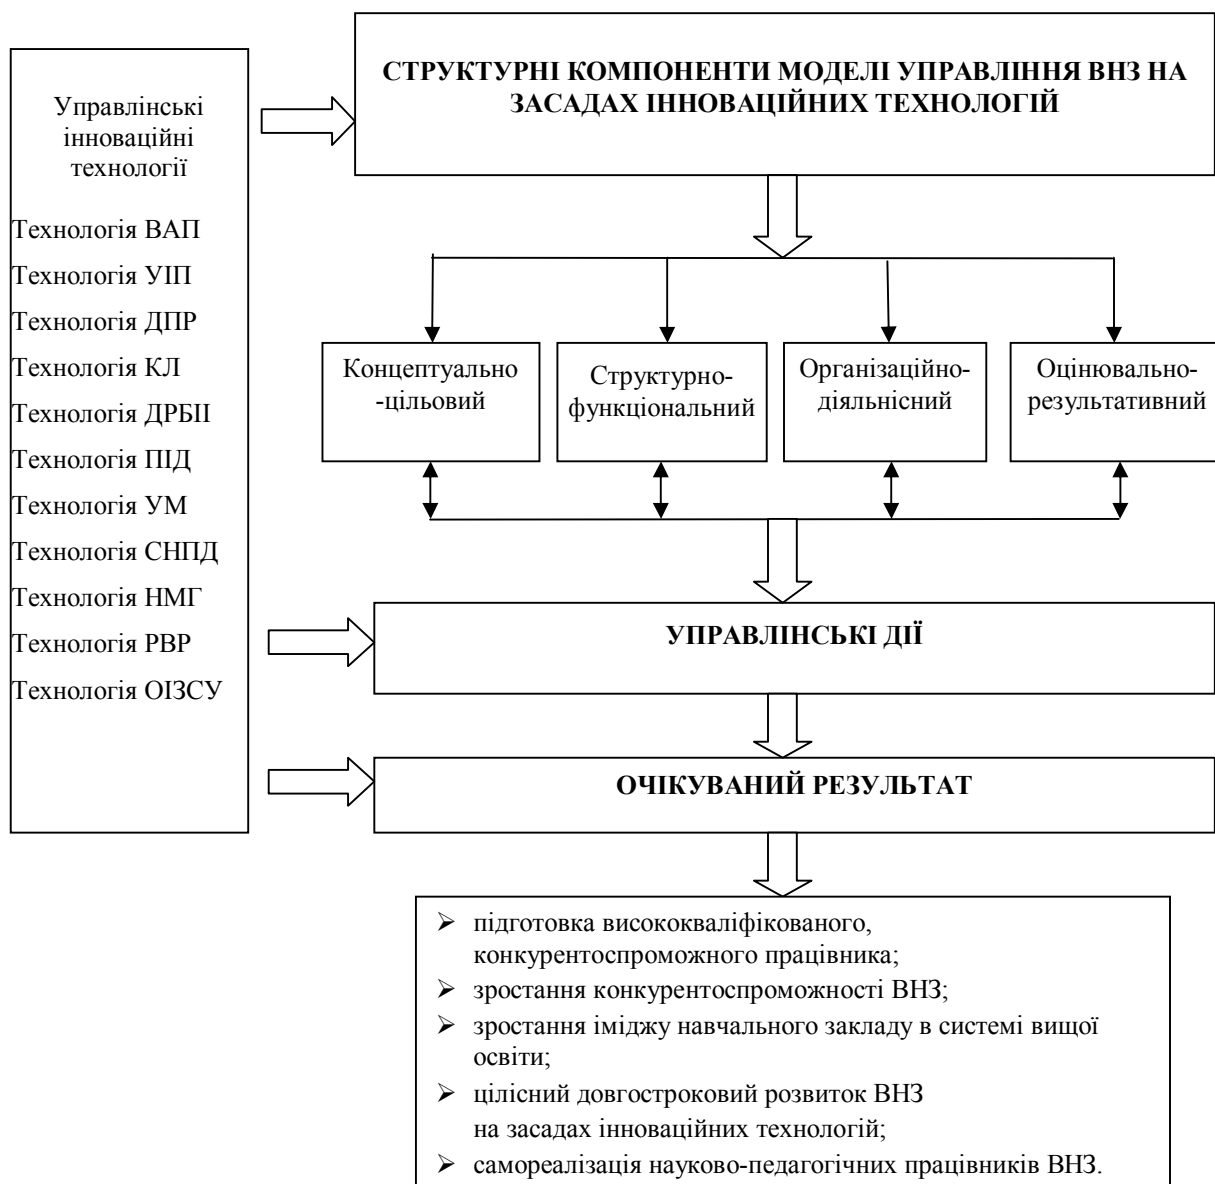 Управлінські
інноваційні
технології
Технологія ВАП
Технологія УІП
Технологія ДПР
Технологія КЛ
Технологія ДРБІІ
Технологія ПІД
Технологія УМ
Технологія СНПД
Технологія НМГ
Технологія РВР
Технологія ОІЗСУ
СТРУКТУРНІ КОМПОНЕНТИ МОДЕЛІ УПРАВЛІННЯ ВНЗ НА
ЗАСАДАХ ІННОВАЦІЙНИХ ТЕХНОЛОГІЙ
Концептуально
-цільовий
Структурно-
функціональний
Організаційно-
діяльнісний
Оцінювально-
результативний
УПРАВЛІНСЬКІ ДІЇ
ОЧІКУВАНИЙ РЕЗУЛЬТАТ
➢ підготовка висококваліфікованого,
конкурентоспроможного працівника;
➢ зростання конкурентоспроможності ВНЗ;
➢ зростання іміджу навчального закладу в системі вищої
освіти;
➢ цілісний довгостроковий розвиток ВНЗ
на засадах інноваційних технологій;
➢ самореалізація науково-педагогічних працівників ВНЗ.